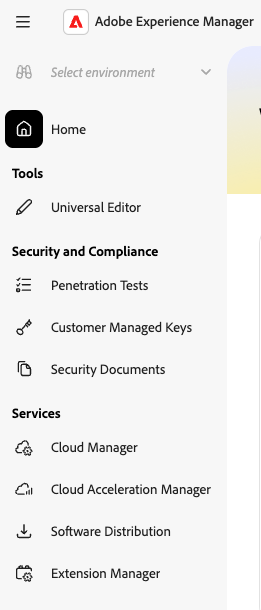 Adobe Experience Manager
Select environment
Home
Tools
Universal Editor
Security and Compliance
Penetration Tests
Customer Managed Keys
Security Documents
Services
Cloud Manager
Cloud Acceleration Manager
Software Distribution
Extension Manager